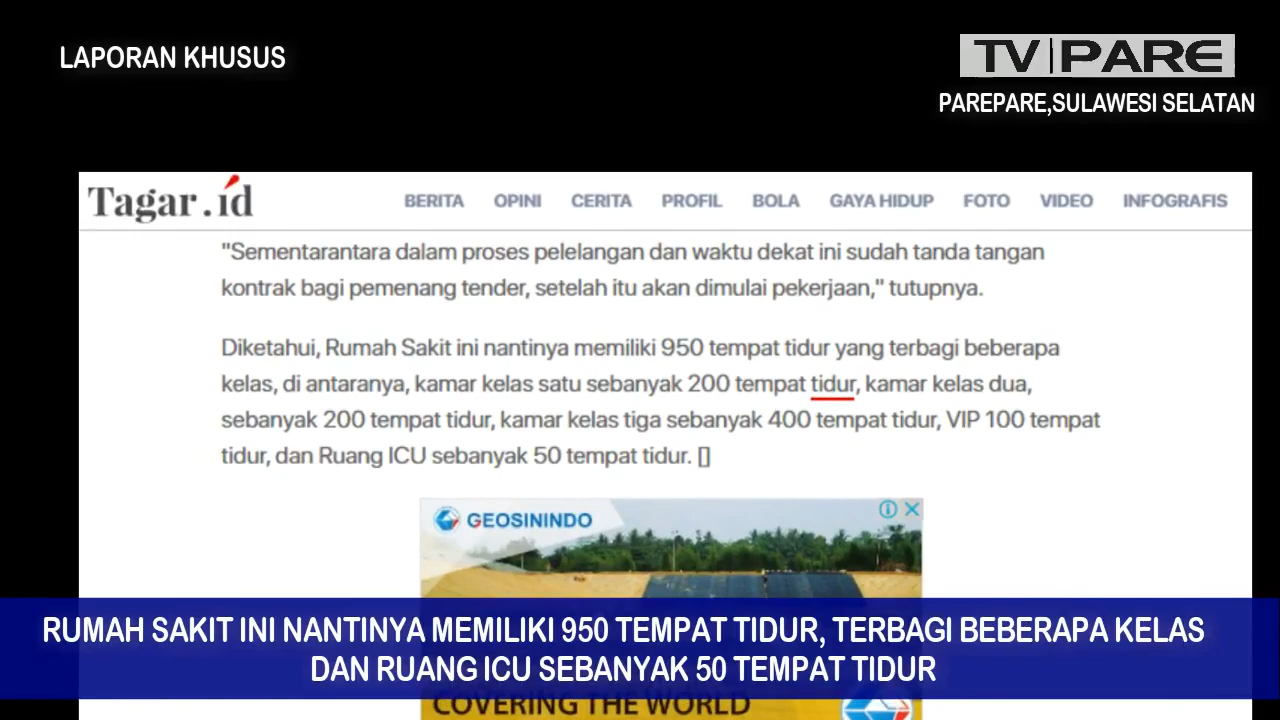 LAPORAN KHUSUS
TV PARE
PAREPARE,SULAWESI SELATAN
Tagar.id
BERITA OPINI CERITA PROFIL BOLA GAYA HIDUP FOTO VIDEO INFOGRAFIS
"Sementarantara dalam proses pelelangan dan waktu dekat ini sudah tanda tangan
kontrak bagi pemenang tender, setelah itu akan dimulai pekerjaan," tutupnya.
Diketahui, Rumah Sakit ini nantinya memiliki 950 tempat tidur yang terbagi beberapa
kelas, di antaranya, kamar kelas satu sebanyak 200 tempat tidur, kamar kelas dua,
sebanyak 200 tempat tidur, kamar kelas tiga sebanyak 400 tempat tidur, VIP 100 tempat
tidur, dan Ruang ICU sebanyak 50 tempat tidur. []
GEOSININDO
RUMAH SAKIT INI NANTINYA MEMILIKI 950 TEMPAT TIDUR, TERBAGI BEBERAPA KELAS
DAN RUANG ICU SEBANYAK 50 TEMPAT TIDUR
COVERING THE WORLD